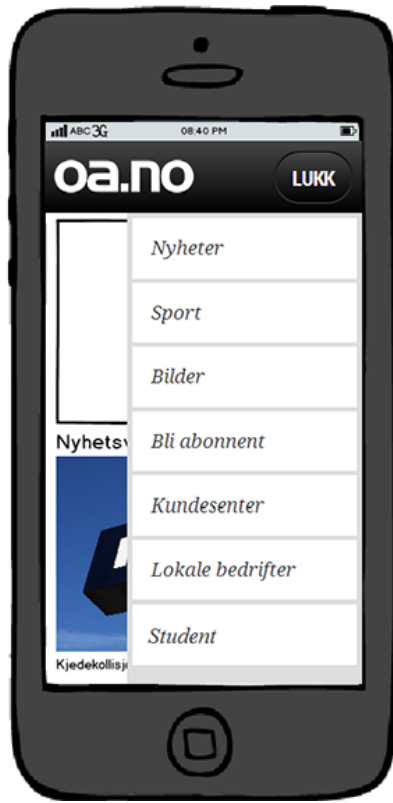 ABC 3G 08:40 PM
oa.no LUKK
Nyheter
Sport
Bilder
Bli abonnent
Kundesenter
Lokale bedrifter
Student